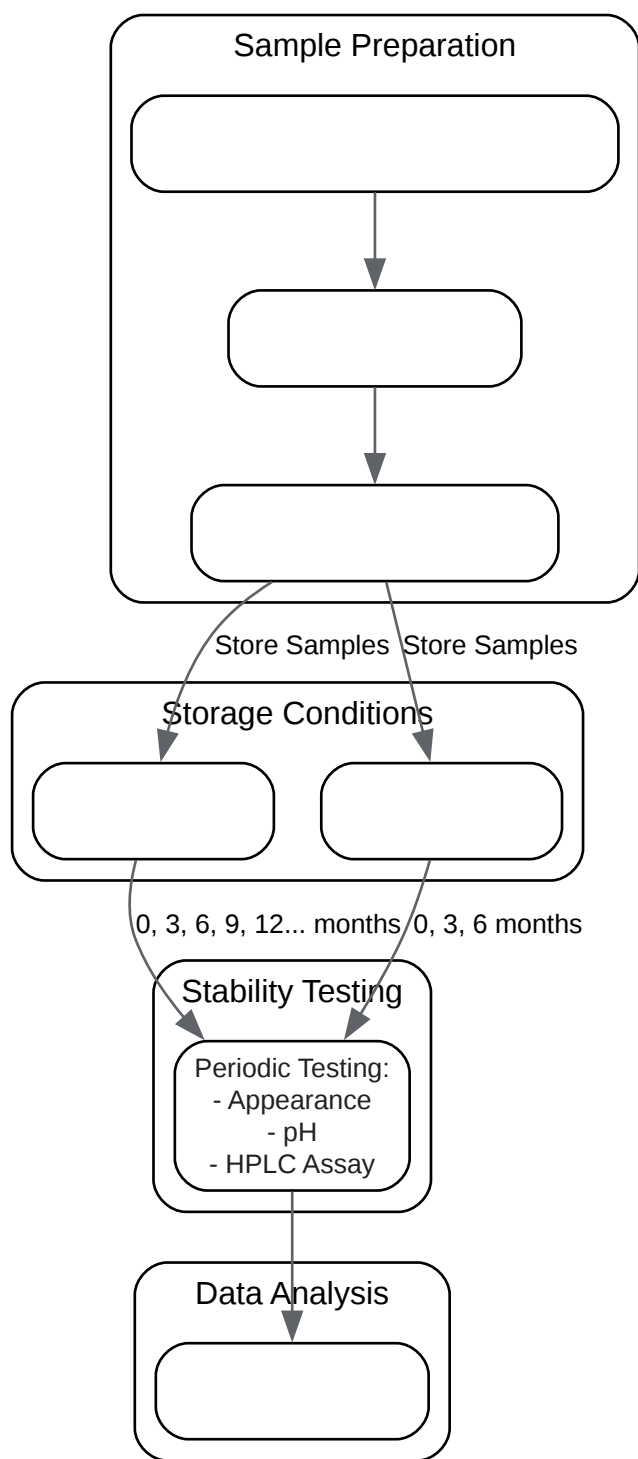 Sample Preparation
Store Samples
Store Samples
Storage Conditions
0, 3, 6, 9, 12... months
0, 3, 6 months
Stability Testing
Periodic Testing:
- Appearance
- pH
- HPLC Assay
Data Analysis